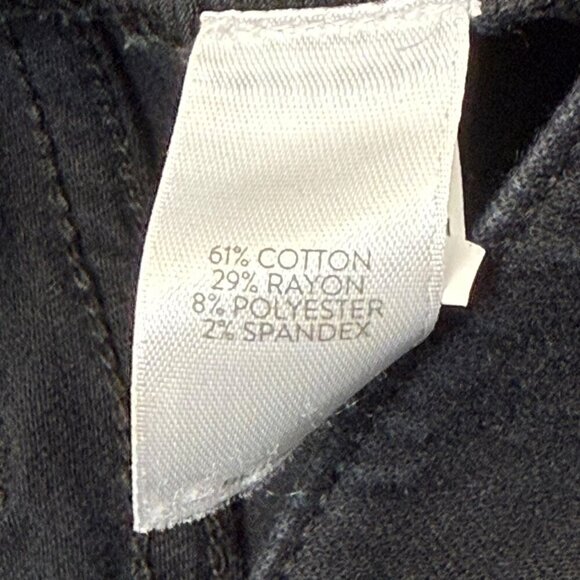 61% COTTON
29% RAYON
8% POLYESTER
2% SPANDEX